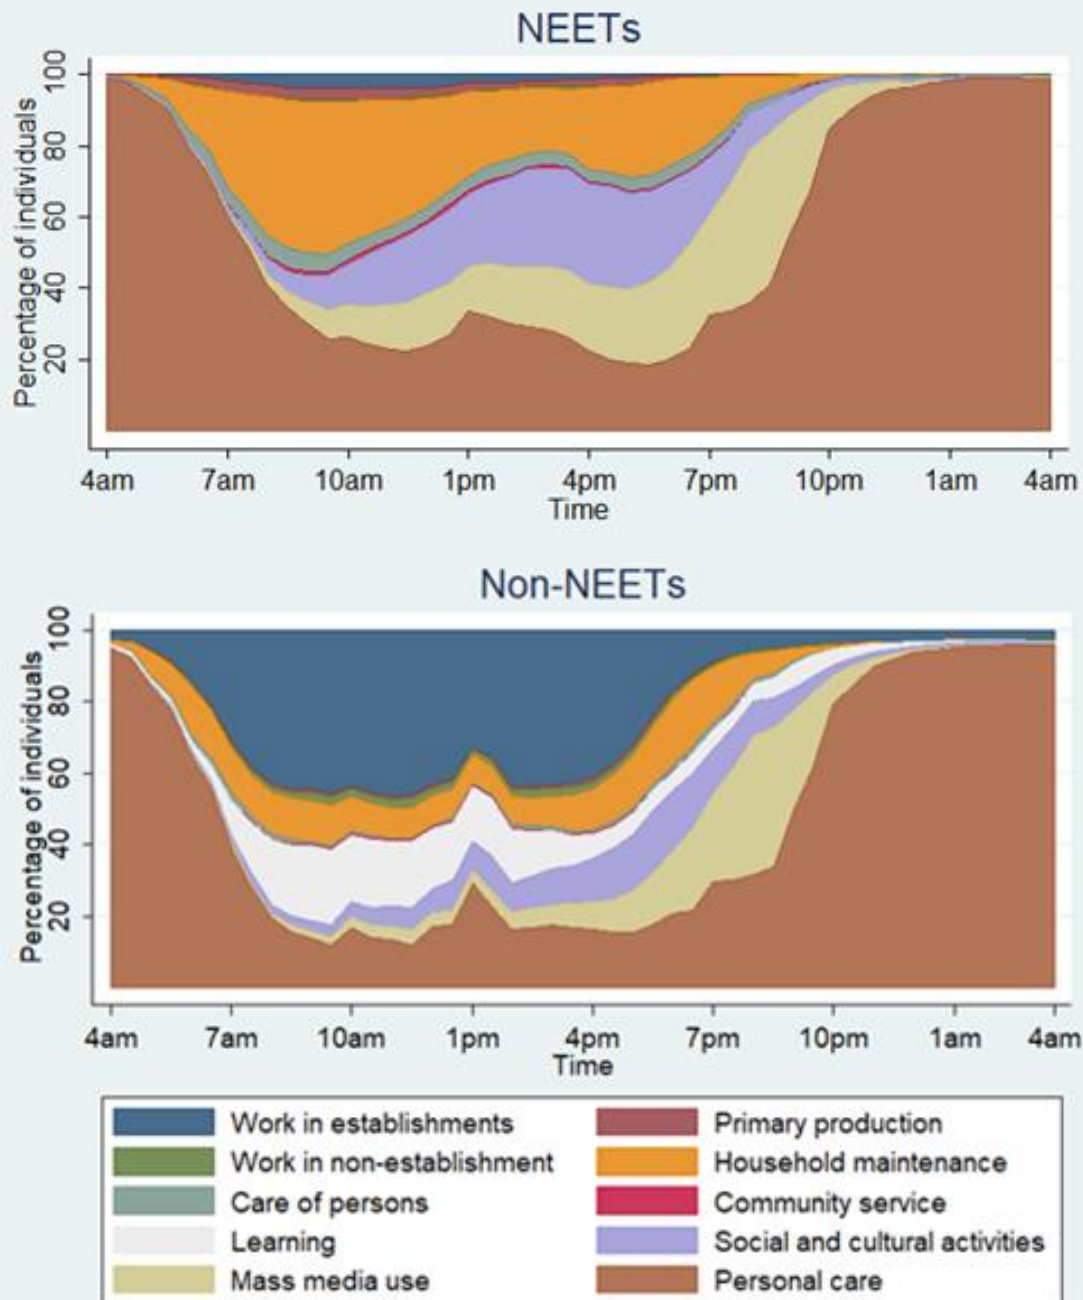 NEETs
Percentage of individuals
100
80
60
40
20
4am 7am 10am 1pm 4pm 7pm 10pm 1am 4am
Time
Non-NEETs
Percentage of individuals
100
80
60
40
20
4am 7am 10am 1pm 4pm 7pm 10pm 1am 4am
Time
Work in establishments Primary production
Work in non-establishment Household maintenance
Care of persons Community service
Learning Social and cultural activities
Mass media use Personal care